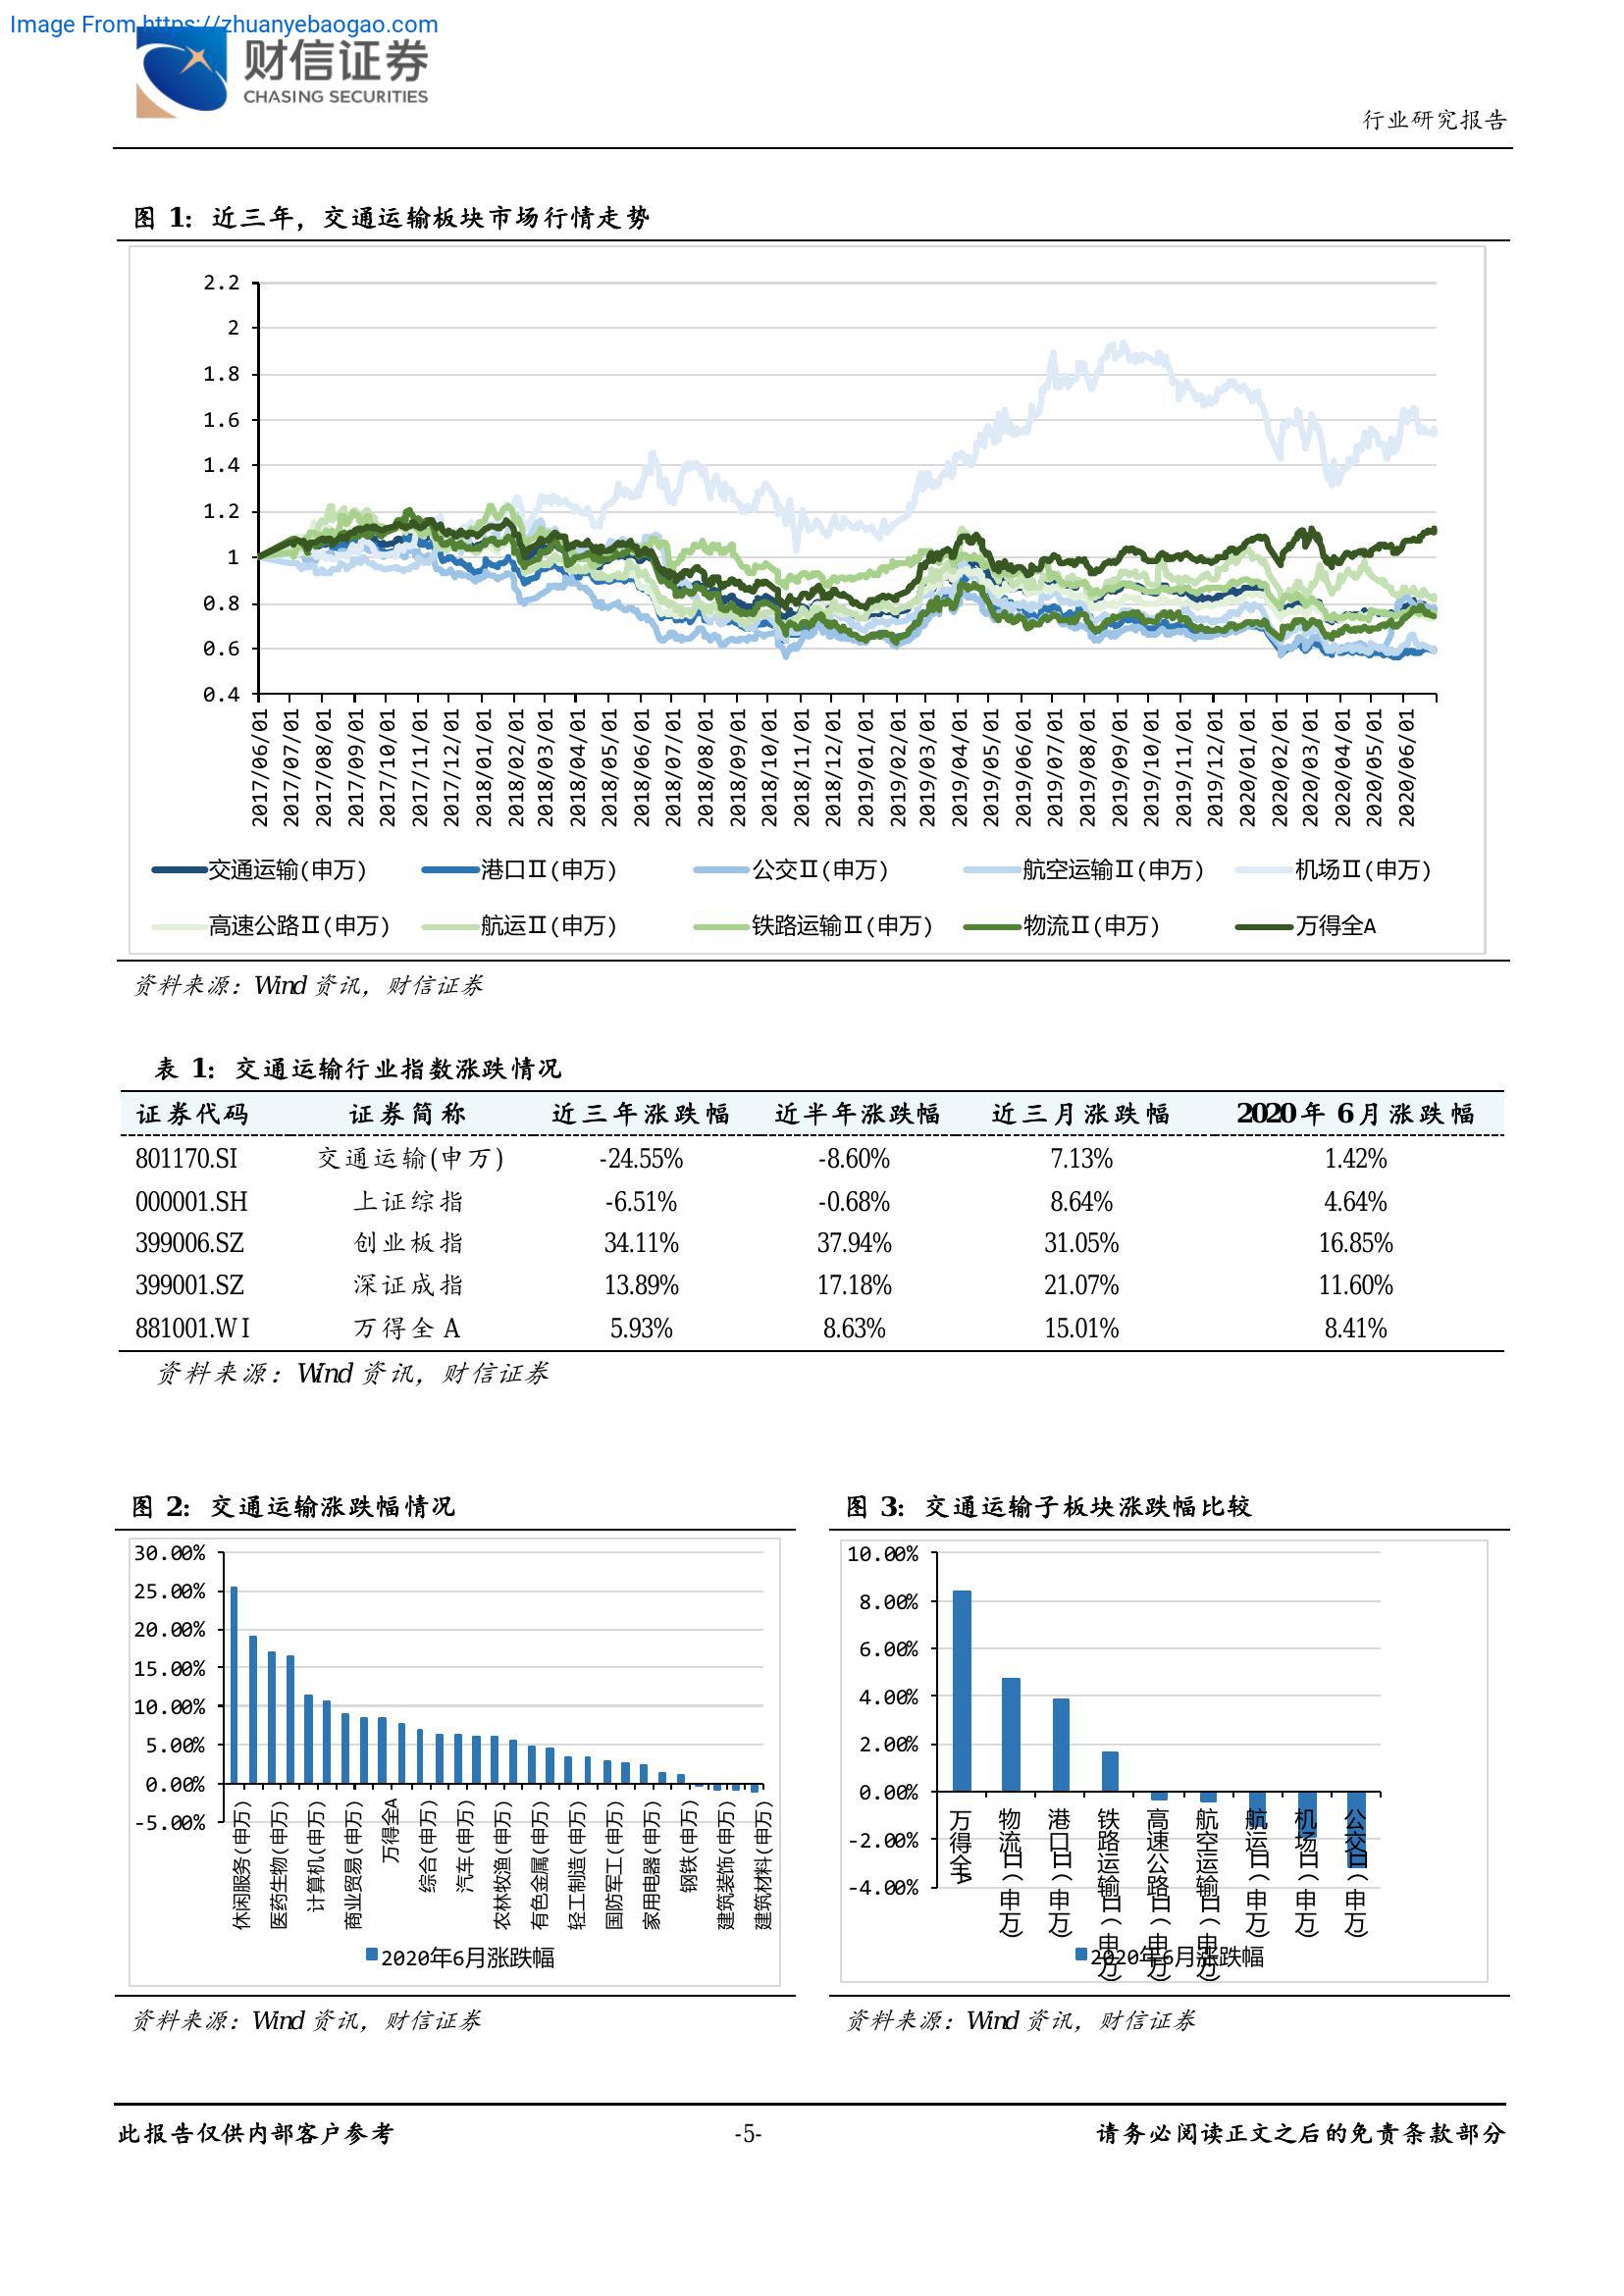 Image From https://zhuanyebaogao.com
财信证券
CHASING SECURITIES
行业研究报告
图 1: 近三年，交通运输板块市场行情走势
2.2
2
1.8
1.6
1.4
1.2
1
0.8
0.6
0.4
2017/06/01
2017/07/01
2017/08/01
2017/09/01
2017/10/01
2017/11/01
2017/12/01
2018/01/01
2018/02/01
2018/03/01
2018/04/01
2018/05/01
2018/06/01
2018/07/01
2018/08/01
2018/09/01
2018/10/01
2018/11/01
2018/12/01
2019/01/01
2019/02/01
2019/03/01
2019/04/01
2019/05/01
2019/06/01
2019/07/01
2019/08/01
2019/09/01
2019/10/01
2019/11/01
2019/12/01
2020/01/01
2020/02/01
2020/03/01
2020/04/01
2020/05/01
2020/06/01
交通运输(申万) 港口Ⅱ(申万) 公交Ⅱ(申万) 航空运输Ⅱ(申万) 机场Ⅱ(申万)
高速公路Ⅱ(申万) 航运Ⅱ(申万) 铁路运输Ⅱ(申万) 物流Ⅱ(申万) 万得全A
资料来源：Wind 资讯，财信证券
表 1: 交通运输行业指数涨跌情况
证券代码 证券简称 近三年涨跌幅 近半年涨跌幅 近三月涨跌幅 2020年 6月涨跌幅
801170.SI 交通运输(申万) -24.55% -8.60% 7.13% 1.42%
000001.SH 上证综指 -6.51% -0.68% 8.64% 4.64%
399006.SZ 创业板指 34.11% 37.94% 31.05% 16.85%
399001.SZ 深证成指 13.89% 17.18% 21.07% 11.60%
881001.WI 万得全 A 5.93% 8.63% 15.01% 8.41%
资料来源：Wind 资讯，财信证券
图 2: 交通运输涨跌幅情况
30.00%
25.00%
20.00%
15.00%
10.00%
5.00%
0.00%
-5.00%
休闲服务(申万)
医药生物(申万)
计算机(申万)
商业贸易(申万)
万得全A
综合(申万)
汽车(申万)
农林牧渔(申万)
有色金属(申万)
轻工制造(申万)
国防军工(申万)
家用电器(申万)
钢铁(申万)
建筑装饰(申万)
建筑材料(申万)
2020年6月涨跌幅
资料来源：Wind 资讯，财信证券
图 3: 交通运输子板块涨跌幅比较
10.00%
8.00%
6.00%
4.00%
2.00%
0.00%
-2.00%
-4.00%
万得全A
物流口(申万)
港口口(申万)
铁路运输口(申万)
高速公路口(申万)
航空运输口(申万)
航运口(申万)
机场口(申万)
公交口(申万)
2020年6月涨跌幅
资料来源：Wind 资讯，财信证券
此报告仅供内部客户参考 -5- 请务必阅读正文之后的免责条款部分